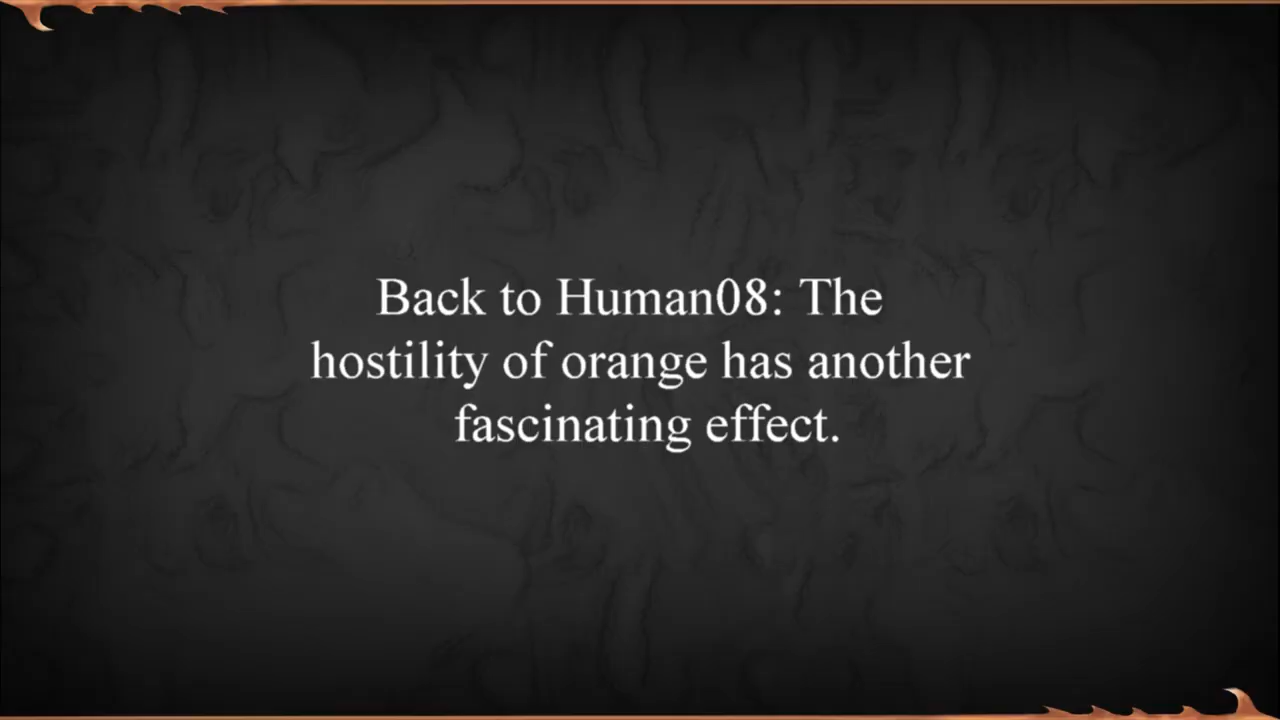 Back to Human08: The
hostility of orange has another
fascinating effect.